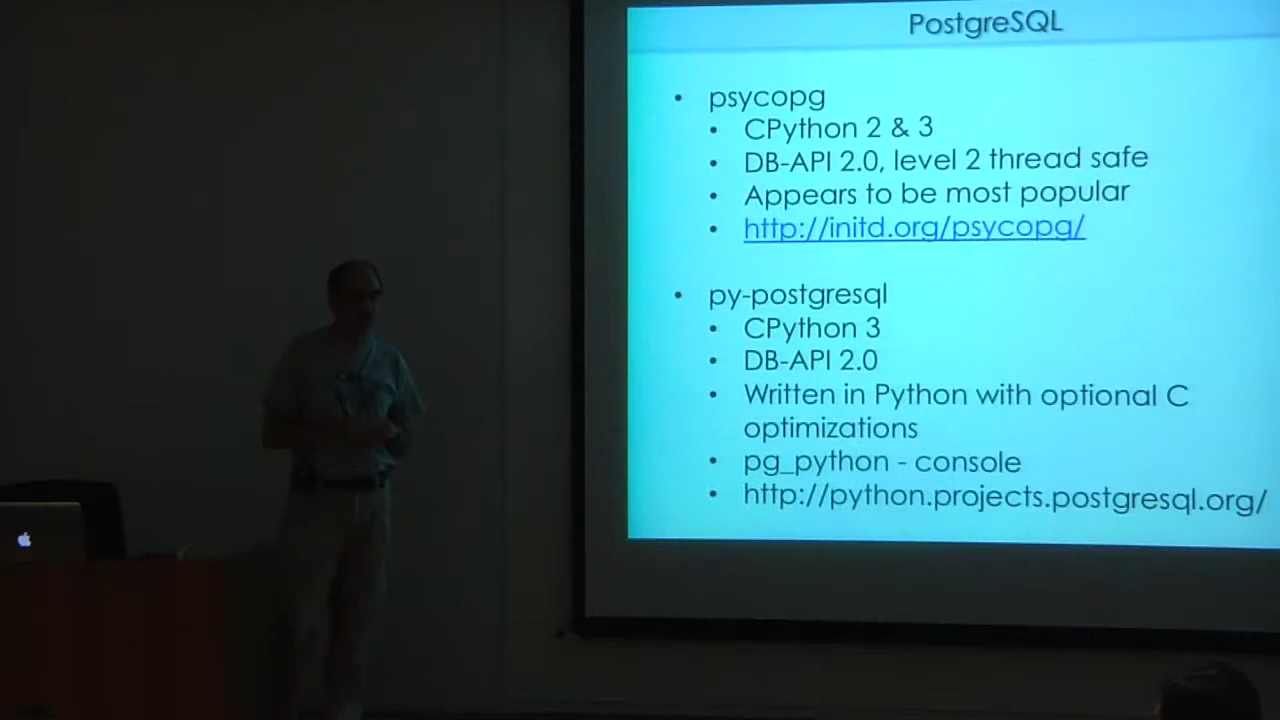 PostgreSQL
• psycopg
• CPython 2 & 3
• DB-API 2.0, level 2 thread safe
• Appears to be most popular
• http://initd.org/psycopg/
• py-postgresql
• CPython 3
• DB-API 2.0
• Written in Python with optional C
optimizations
• pg_python - console
• http://python.projects.postgresql.org/